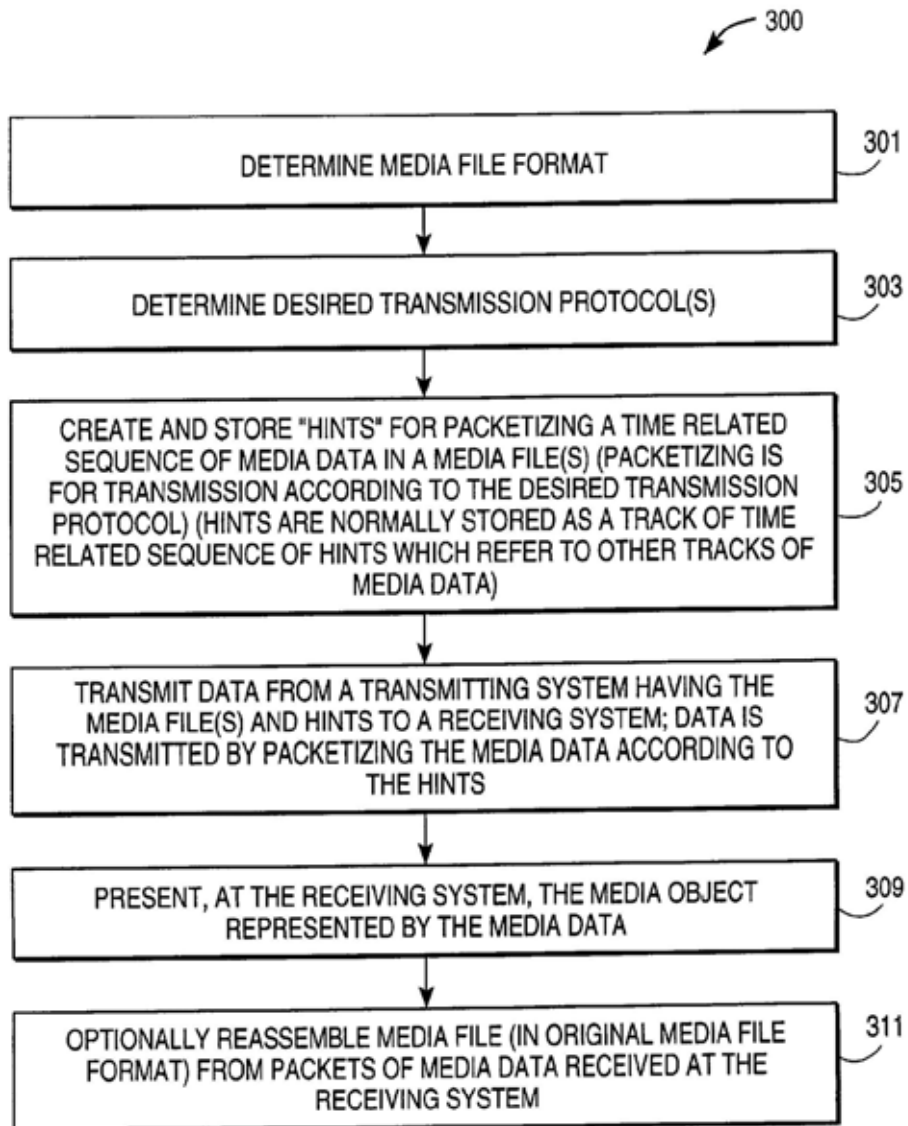 300
DETERMINE MEDIA FILE FORMAT
301
DETERMINE DESIRED TRANSMISSION PROTOCOL(S)
303
CREATE AND STORE "HINTS" FOR PACKETIZING A TIME RELATED
SEQUENCE OF MEDIA DATA IN A MEDIA FILE(S) (PACKETIZING IS
FOR TRANSMISSION ACCORDING TO THE DESIRED TRANSMISSION
PROTOCOL) (HINTS ARE NORMALLY STORED AS A TRACK OF TIME
RELATED SEQUENCE OF HINTS WHICH REFER TO OTHER TRACKS OF
MEDIA DATA)
305
TRANSMIT DATA FROM A TRANSMITTING SYSTEM HAVING THE
MEDIA FILE(S) AND HINTS TO A RECEIVING SYSTEM; DATA IS
TRANSMITTED BY PACKETIZING THE MEDIA DATA ACCORDING TO
THE HINTS
307
PRESENT, AT THE RECEIVING SYSTEM, THE MEDIA OBJECT
REPRESENTED BY THE MEDIA DATA
309
OPTIONALLY REASSEMBLE MEDIA FILE (IN ORIGINAL MEDIA FILE
FORMAT) FROM PACKETS OF MEDIA DATA RECEIVED AT THE
RECEIVING SYSTEM
311